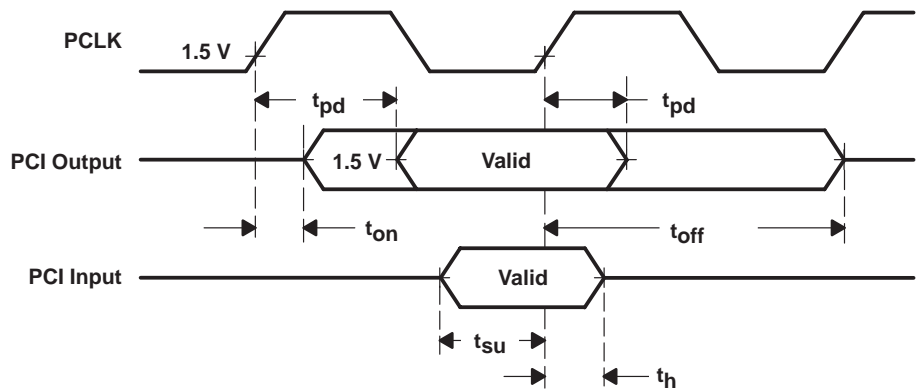 PCLK
1.5 V
tpd
tpd
PCI Output
1.5 V
Valid
ton
toff
PCI Input
Valid
tsu
th